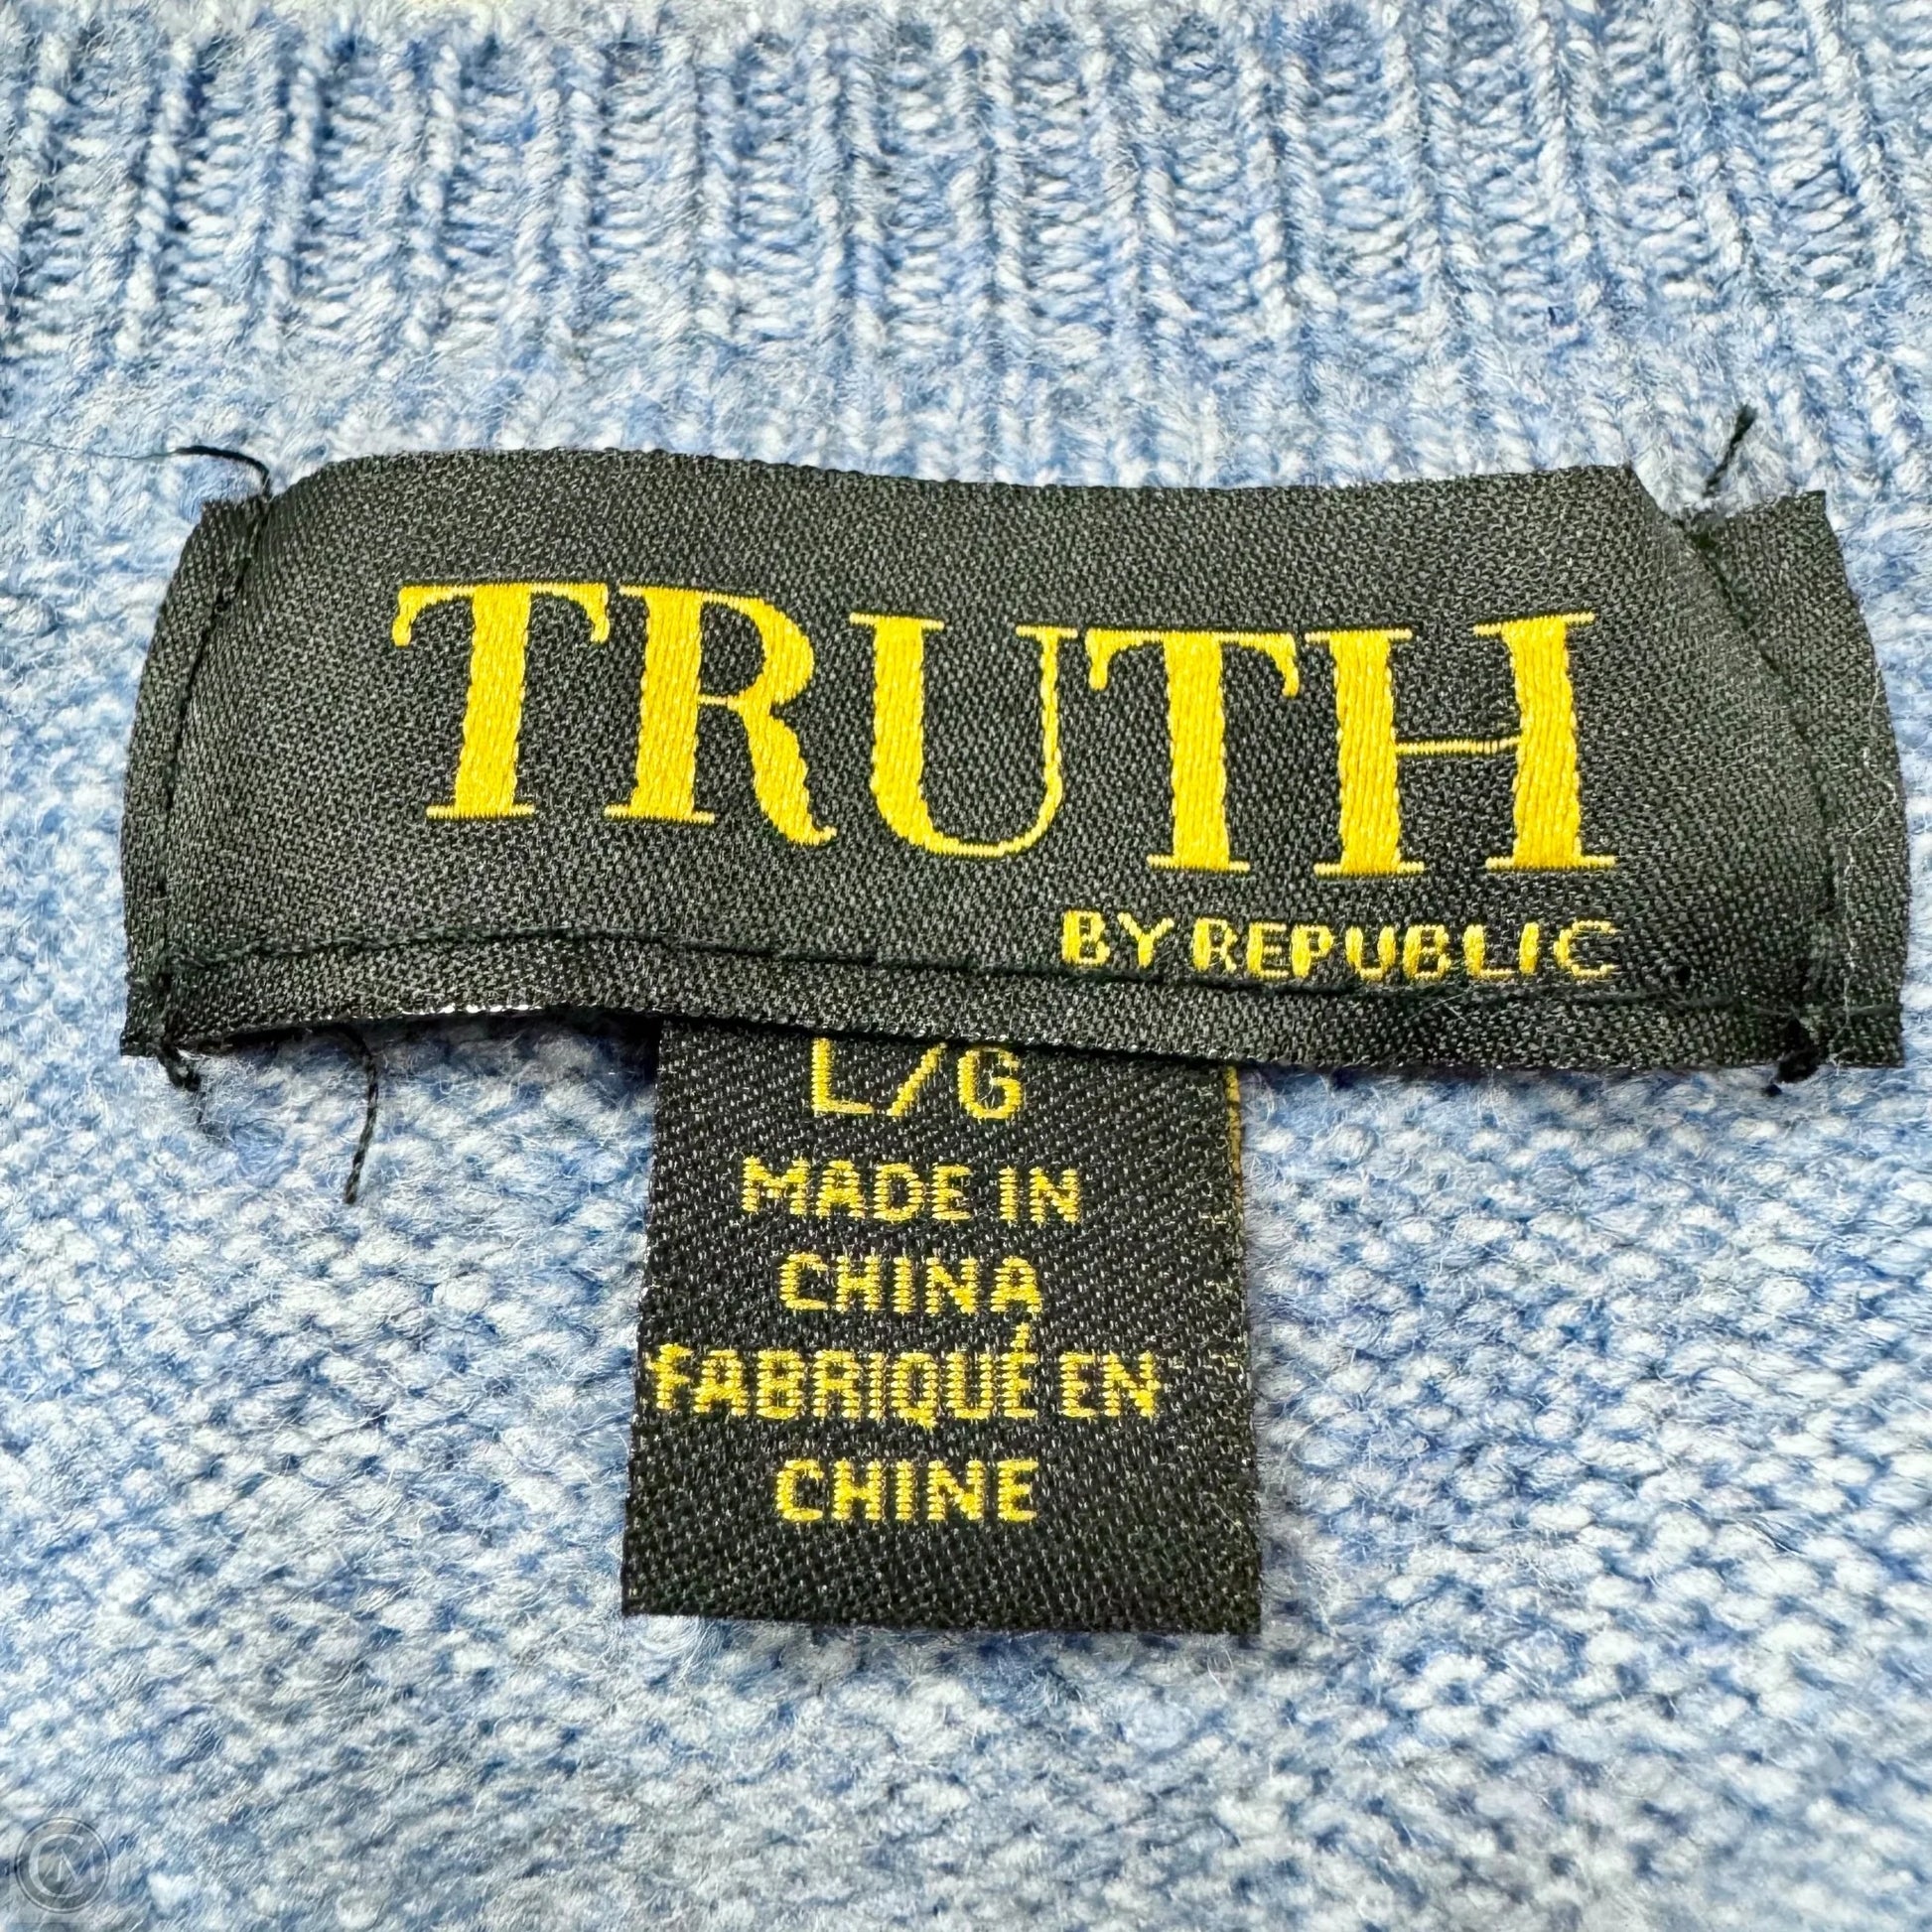 TRUTH
BY REPUBLIC
L/G
MADE IN
CHINA
FABRIQUÉ EN
CHINE